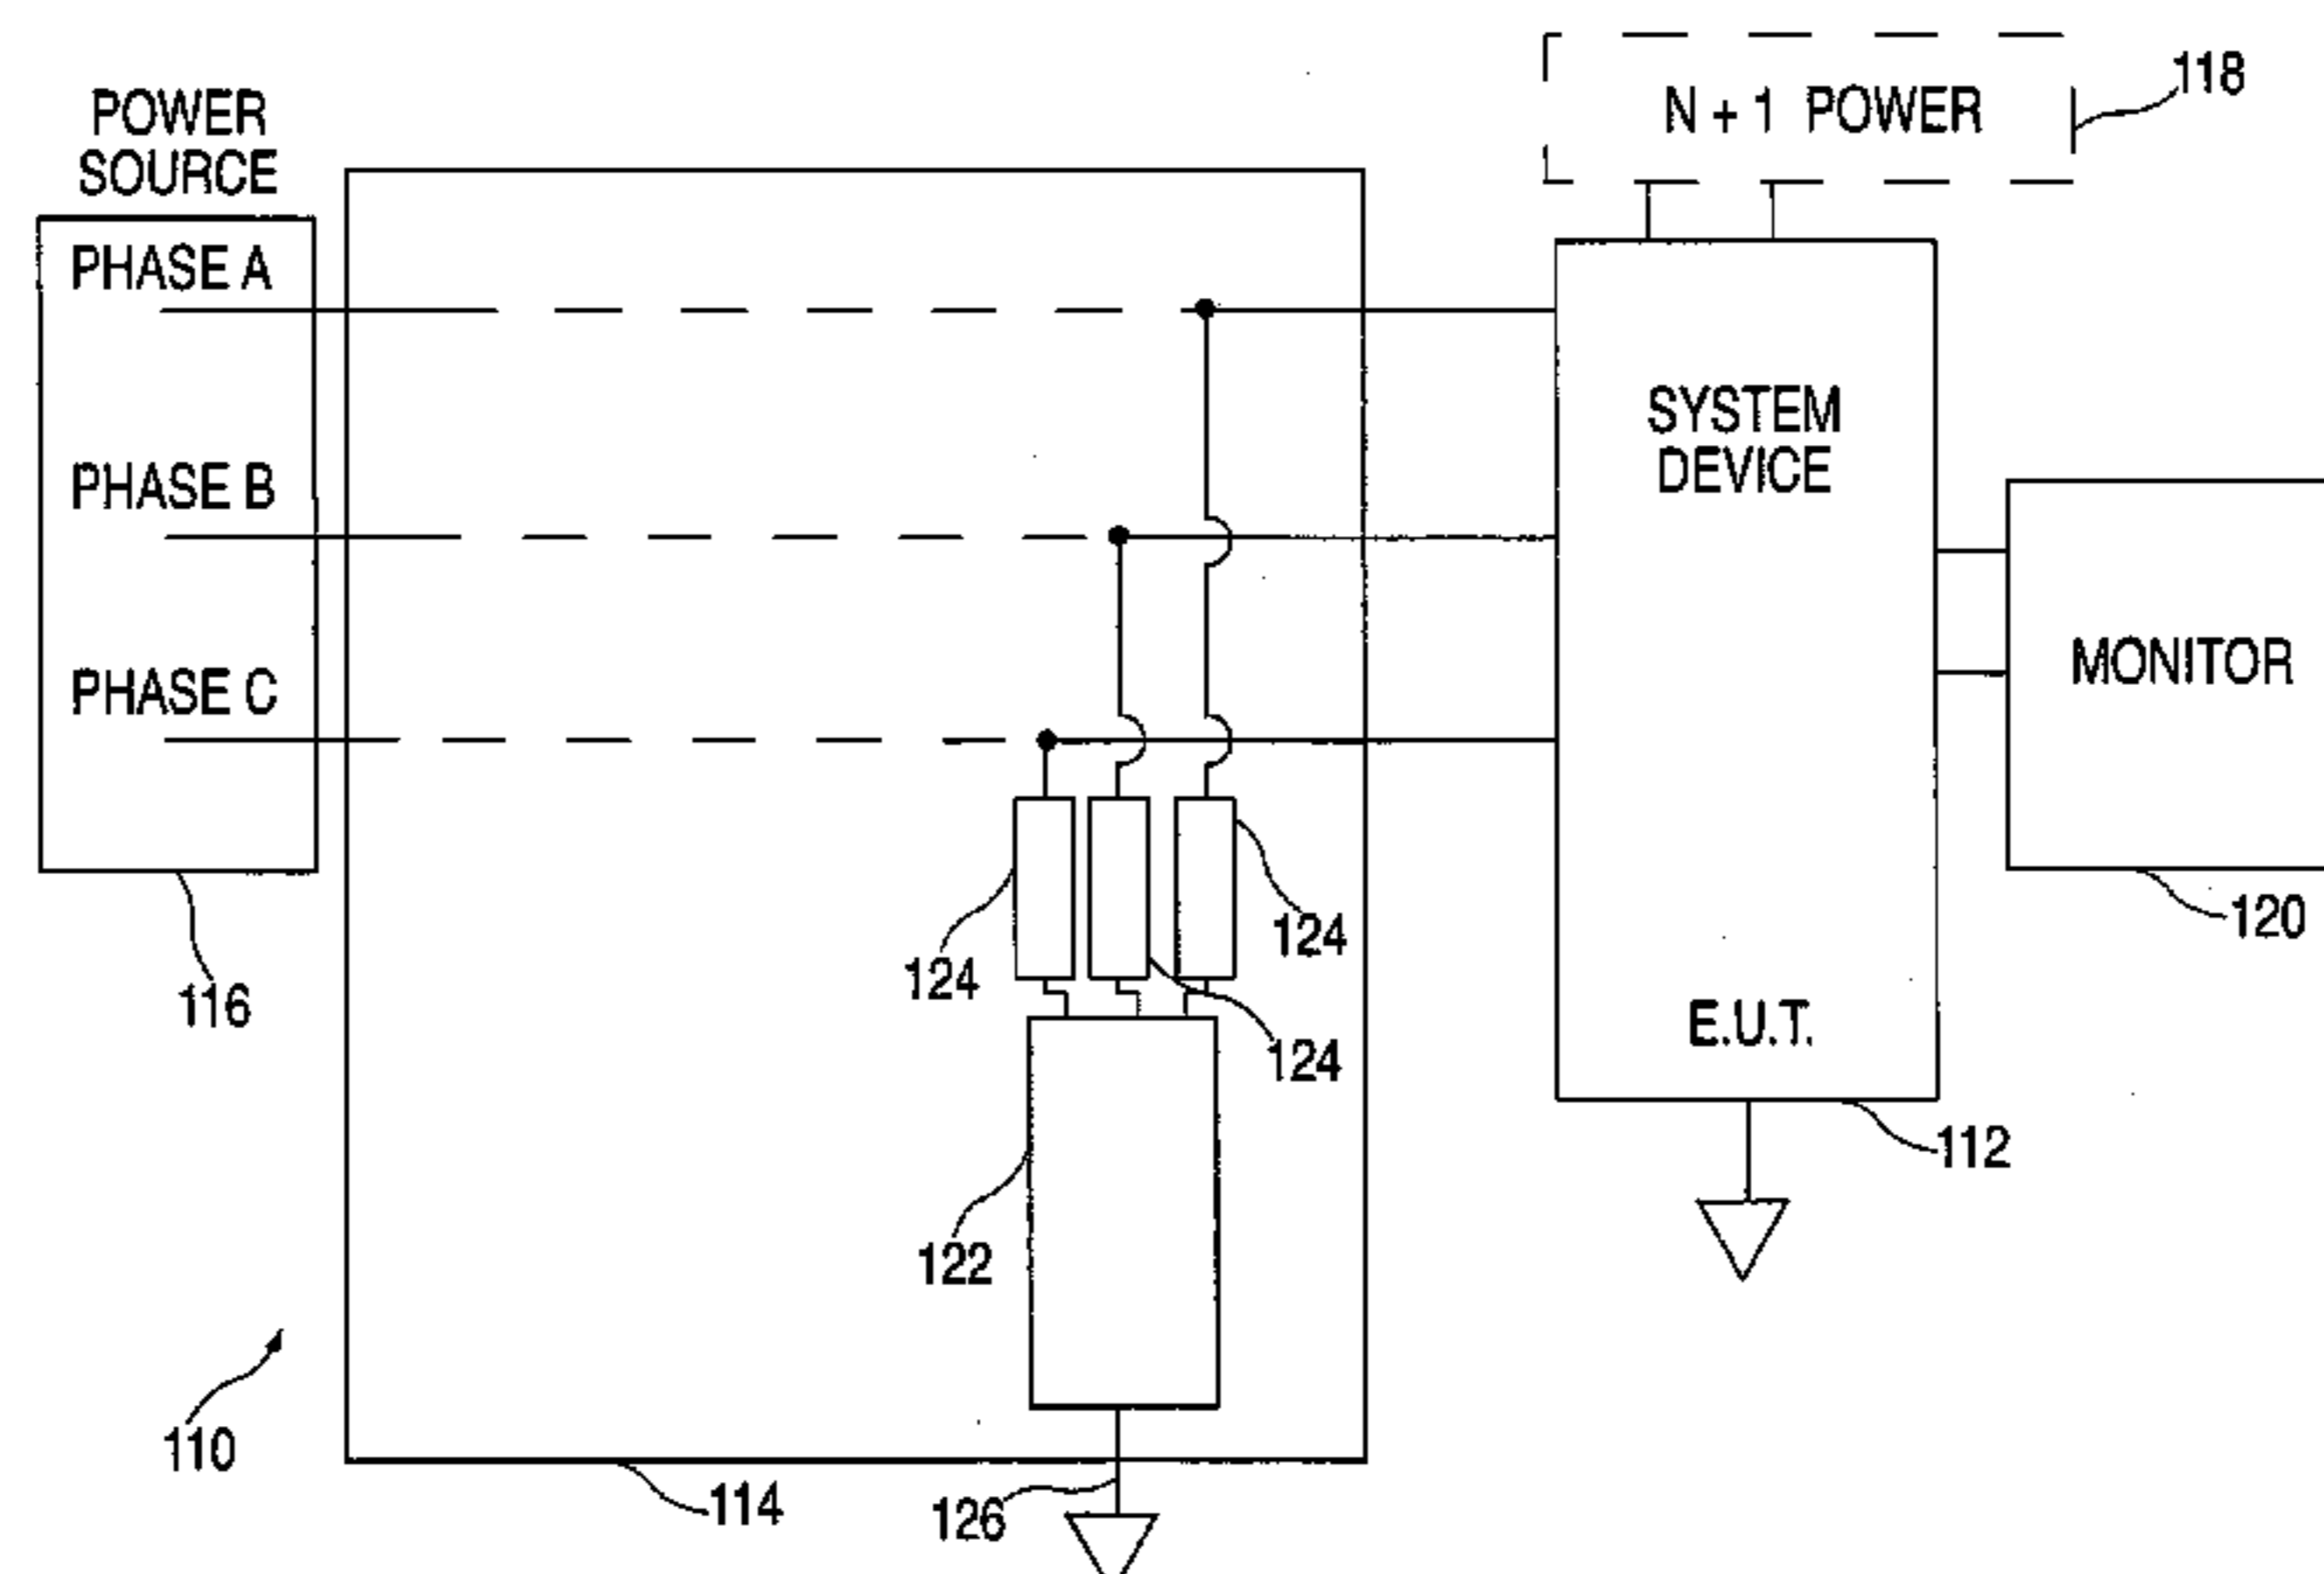 POWER
SOURCE
PHASE A
PHASE B
PHASE C
116
110
114
N + 1 POWER
118
SYSTEM
DEVICE
E.U.T.
112
MONITOR
120
124
124
124
122
126